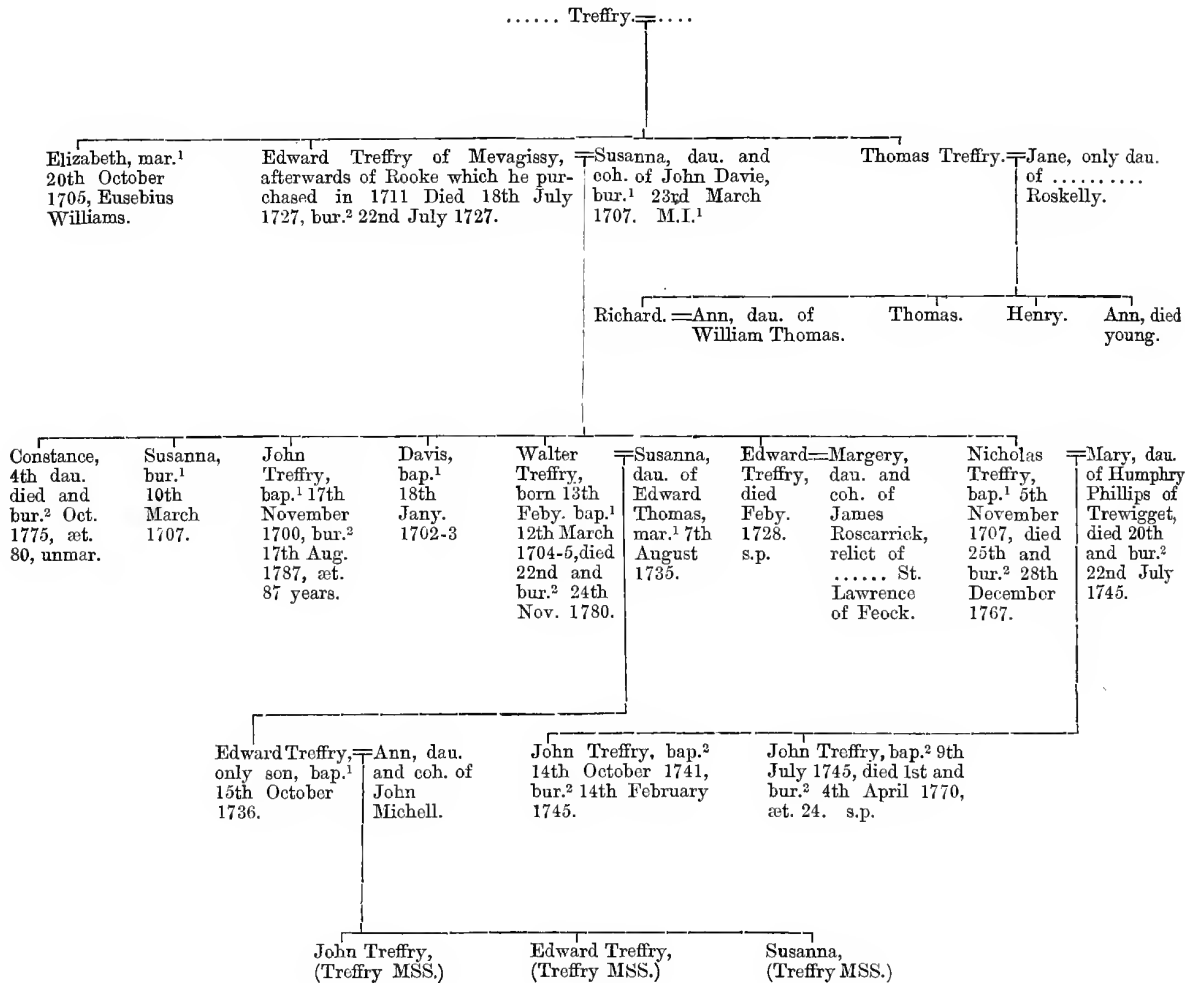 ...... Treffry.=....
Elizabeth, mar.¹
20th October
1705, Eusebius
Williams.
Edward Treffry of Mevagissy,
afterwards of Rooke which he pur-
chased in 1711 Died 18th July
1727, bur.² 22nd July 1727.
=Susanna, dau. and
coh. of John Davie,
bur.¹ 23rd March
1707. M.I.¹
Thomas Treffry.=Jane, only dau.
of ..........
Roskelly.
Richard.=Ann, dau. of
William Thomas.
Thomas.
Henry.
Ann, died
young.
Constance,
4th dau.
died and
bur.² Oct.
1775, æt.
80, unmar.
Susanna,
bur.¹
10th
March
1707.
John
Treffry,
bap.¹ 17th
November
1700, bur.²
17th Aug.
1787, æt.
87 years.
Davis,
bap.¹
18th
Jany.
1702-3
Walter
Treffry,
born 13th
Feby. bap.¹
12th March
1704-5, died
22nd and
bur.² 24th
Nov. 1780.
=Susanna,
dau. of
Edward
Thomas,
mar.¹ 7th
August
1735.
Edward
Treffry,
died
Feby.
1728.
s.p.
=Margery,
dau. and
coh. of
James
Roscarrick,
relict of
...... St.
Lawrence
of Feock.
Nicholas
Treffry,
bap.¹ 5th
November
1707, died
25th and
bur.² 28th
December
1767.
=Mary, dau.
of Humphry
Phillips of
Trewigget,
died 20th
and bur.²
22nd July
1745.
Edward Treffry,
only son, bap.¹
15th October
1736.
=Ann, dau.
and coh. of
John
Michell.
John Treffry, bap.²
14th October 1741,
bur.² 14th February
1745.
John Treffry, bap.² 9th
July 1745, died 1st and
bur.² 4th April 1770,
æt. 24. s.p.
John Treffry,
(Treffry MSS.)
Edward Treffry,
(Treffry MSS.)
Susanna,
(Treffry MSS.)